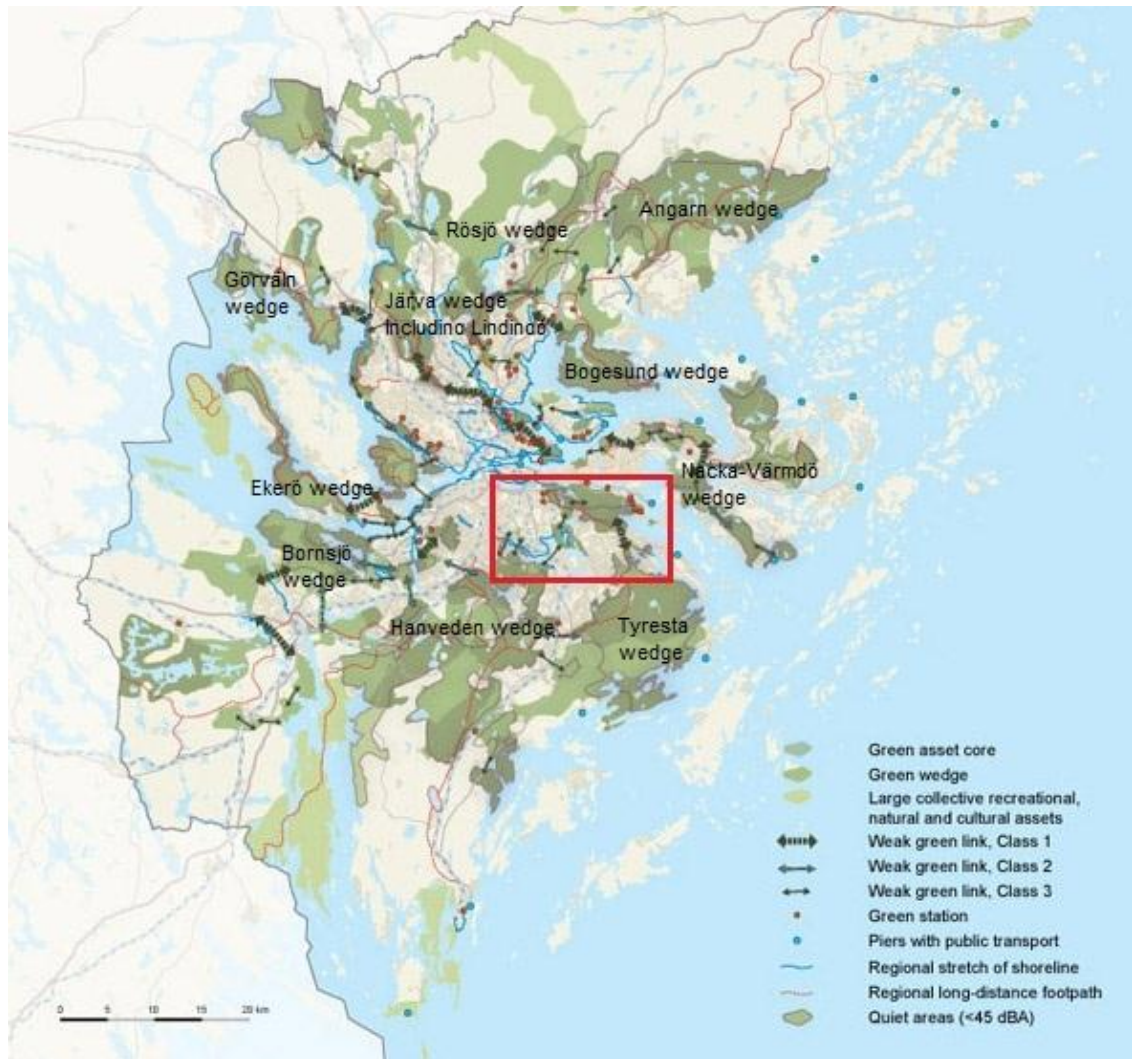 Angarn wedge
Rösjö wedge
Görväln
wedge
Järva wedge
Includino Lindinoö
Bogesund wedge
Nacka-Värmdö
wedge
Ekerö wedge
Bornsjö
wedge
Hanveden wedge
Tyresta
wedge
Green asset core
Green wedge
Large collective recreational,
natural and cultural assets
Weak green link, Class 1
Weak green link, Class 2
Weak green link, Class 3
Green station
Piers with public transport
Regional stretch of shoreline
Regional long-distance footpath
Quiet areas (<45 dBA)
0 5 10 15 20 km